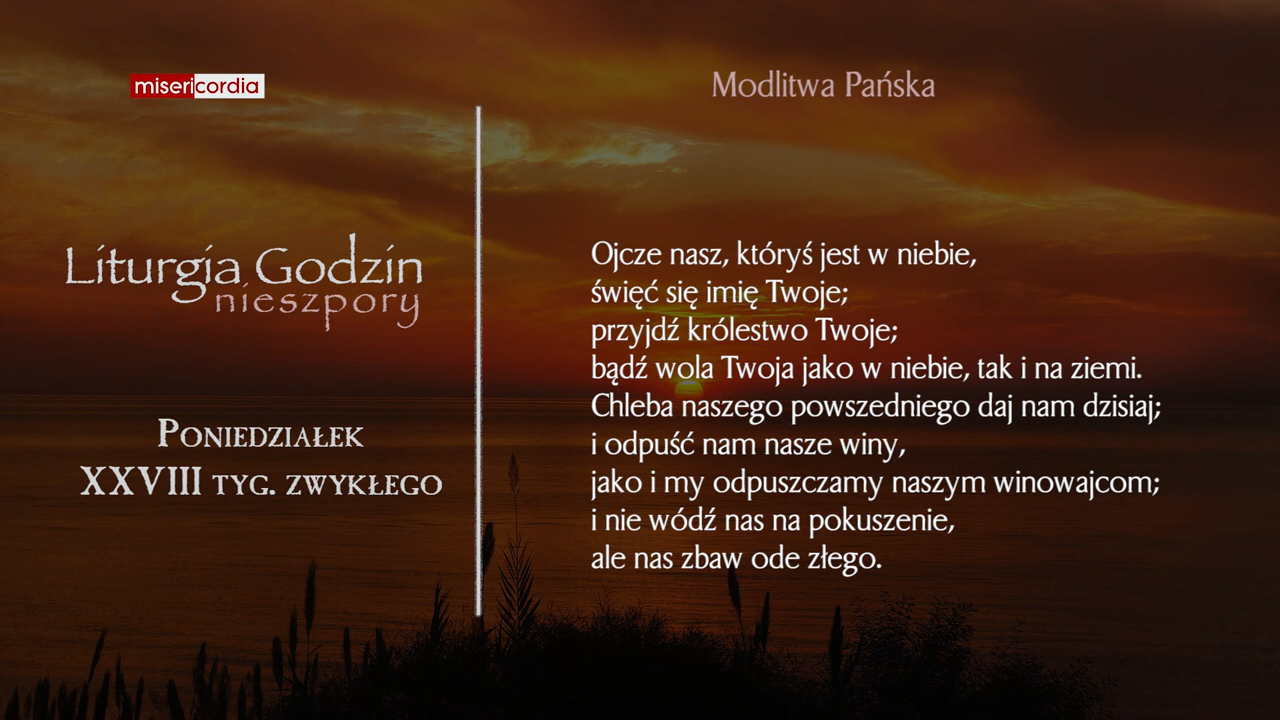 misericordia
Liturgia Godzin
nieszpory
Poniedziałek
XXVIII tyg. zwykłego
Modlitwa Pańska
Ojcze nasz, któryś jest w niebie,
święć się imię Twoje;
przyjdź królestwo Twoje;
bądź wola Twoja jako w niebie, tak i na ziemi.
Chleba naszego powszedniego daj nam dzisiaj;
i odpuść nam nasze winy,
jako i my odpuszczamy naszym winowajcom;
i nie wódź nas na pokuszenie,
ale nas zbaw ode złego.